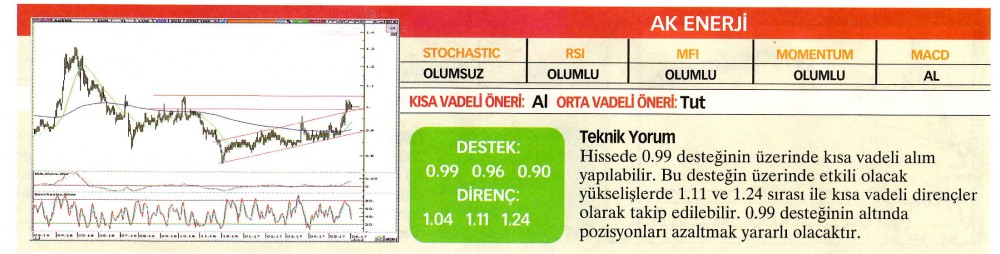 AK ENERJİ
STOCHASTIC RSI MFI MOMENTUM MACD
OLUMSUZ OLUMLU OLUMLU OLUMLU AL
KISA VADELİ ÖNERİ: Al ORTA VADELİ ÖNERİ: Tut
DESTEK:
0.99 0.96 0.90
DİRENÇ:
1.04 1.11 1.24
Teknik Yorum
Hissede 0.99 desteğinin üzerinde kısa vadeli alım
yapılabilir. Bu desteğin üzerinde etkili olacak
yükselişlerde 1.11 ve 1.24 sırası ile kısa vadeli dirençler
olarak takip edilebilir. 0.99 desteğinin altında
pozisyonları azaltmak yararlı olacaktır.